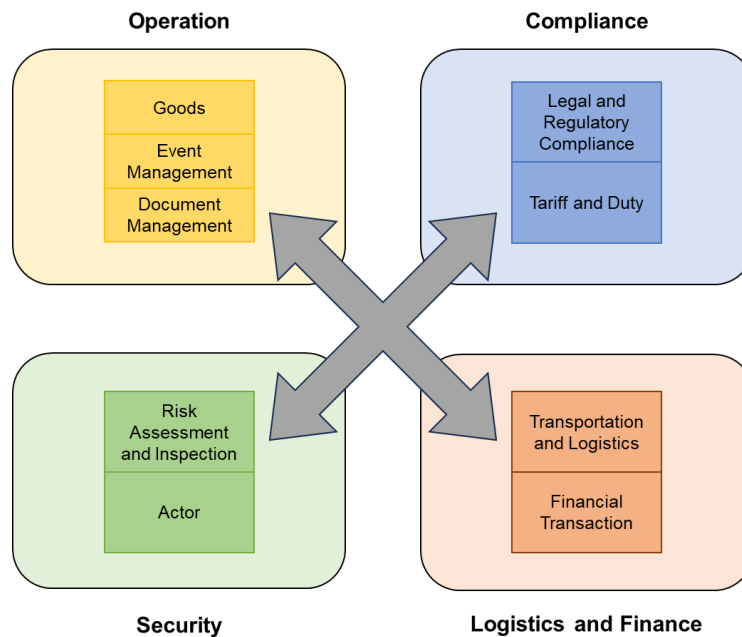 Operation
Compliance
Goods
Event
Management
Document
Management
Legal and
Regulatory
Compliance
Tariff and Duty
Risk
Assessment
and Inspection
Actor
Transportation
and Logistics
Financial
Transaction
Security
Logistics and Finance